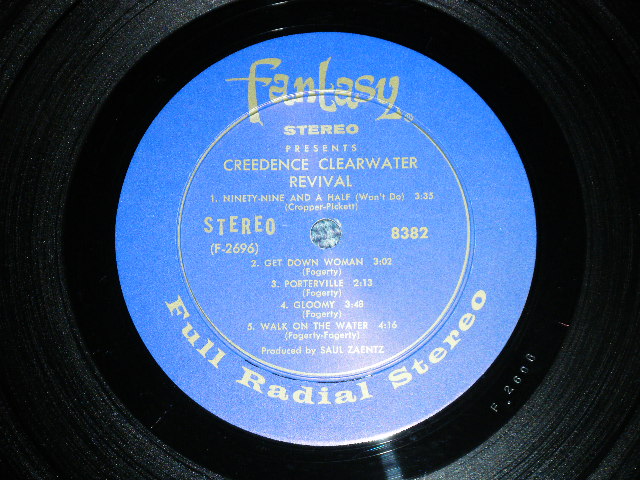 Fantasy
STEREO
PRESENTS
CREEDENCE CLEARWATER
REVIVAL
1. NINETY-NINE AND A HALF (Won't Do) 3:35
(Cropper-Pickett)
STEREO
(F-2696)
8382
2. GET DOWN WOMAN 3:02
(Fogerty)
3. PORTERVILLE 2:13
(Fogerty)
4. GLOOMY 3:48
(Fogerty)
5. WALK ON THE WATER 4:16
(Fogerty-Fogerty)
Produced by SAUL ZAENTZ
Full Radial Stereo
F.2696